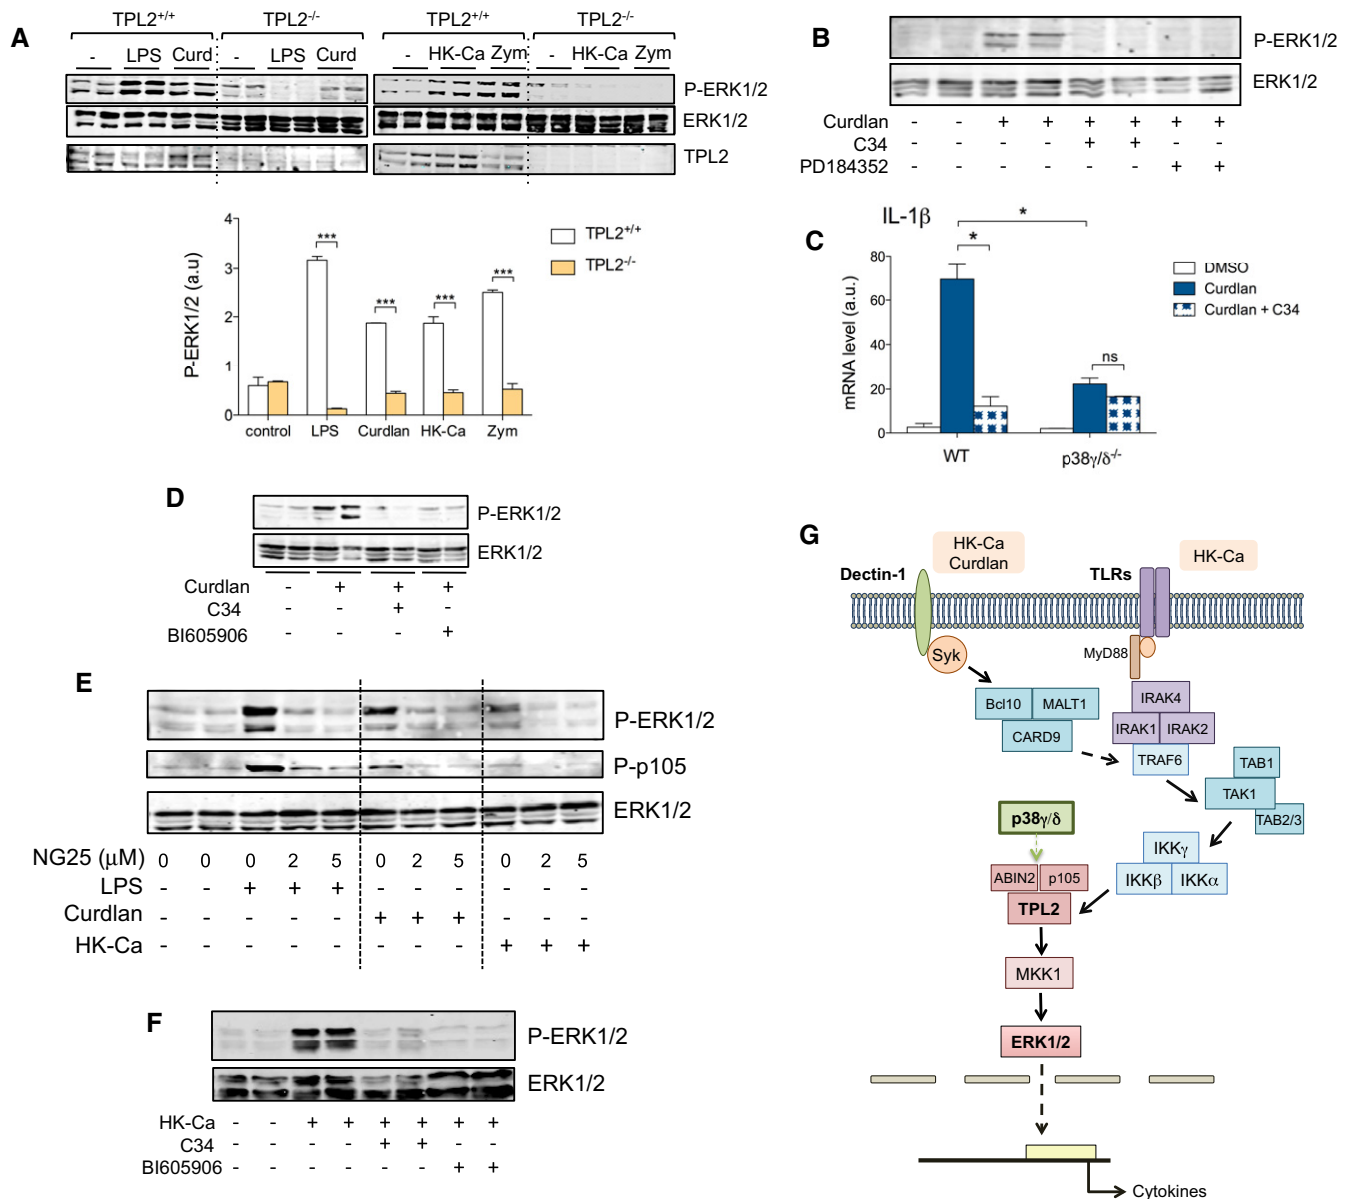 A
TPL2+/+ TPL2-/- TPL2+/+ TPL2-/-
- LPS Curd - LPS Curd - HK-Ca Zym - HK-Ca Zym
P-ERK1/2
ERK1/2
TPL2
P-ERK1/2 (a.u)
4
3
2
1
0
*** *** *** ***
control LPS Curdlan HK-Ca Zym
TPL2+/+
TPL2-/-
B
P-ERK1/2
ERK1/2
Curdlan - - + + + + + +
C34 - - - - + + - -
PD184352 - - - - - - + +
C
IL-1β
mRNA level (a.u.)
80
60
40
20
0
* * ns
WT p38γ/δ-/-
DMSO
Curdlan
Curdlan + C34
D
P-ERK1/2
ERK1/2
Curdlan - + + +
C34 - - + -
BI605906 - - - +
E
P-ERK1/2
P-p105
ERK1/2
NG25 (μM) 0 0 0 2 5 0 2 5 0 2 5
LPS - - + + + - - - - - -
Curdlan - - - - - + + + - - -
HK-Ca - - - - - - - - + + +
F
P-ERK1/2
ERK1/2
HK-Ca - - + + + + + +
C34 - - - - + + - -
BI605906 - - - - - - + +
G
HK-Ca
Curdlan
HK-Ca
Dectin-1
TLRs
Syk
MyD88
Bcl10 MALT1
CARD9
IRAK4
IRAK1 IRAK2
TRAF6
TAB1
TAK1
TAB2/3
p38γ/δ
IKKγ
IKKβ IKKα
ABIN2 p105
TPL2
MKK1
ERK1/2
Cytokines